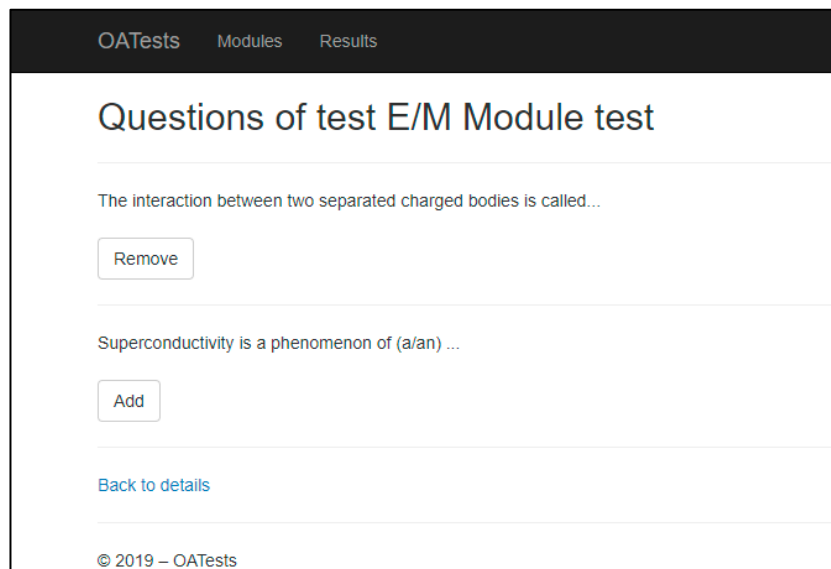 OATests Modules Results
Questions of test E/M Module test
The interaction between two separated charged bodies is called...
Remove
Superconductivity is a phenomenon of (a/an) ...
Add
Back to details
© 2019 – OATests